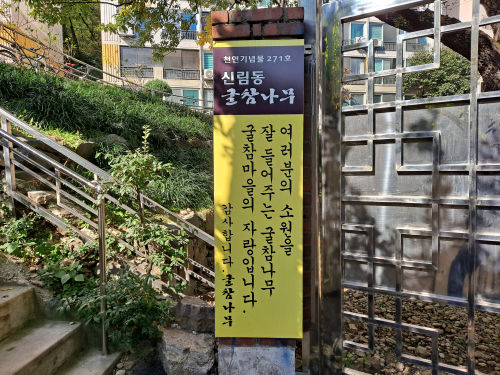 천연기념물 271호
신림동
굴참나무
여러분의 소원을
잘 들어주는 굴참나무
굴참마을의 자랑입니다.
감사합니다. 굴참나무